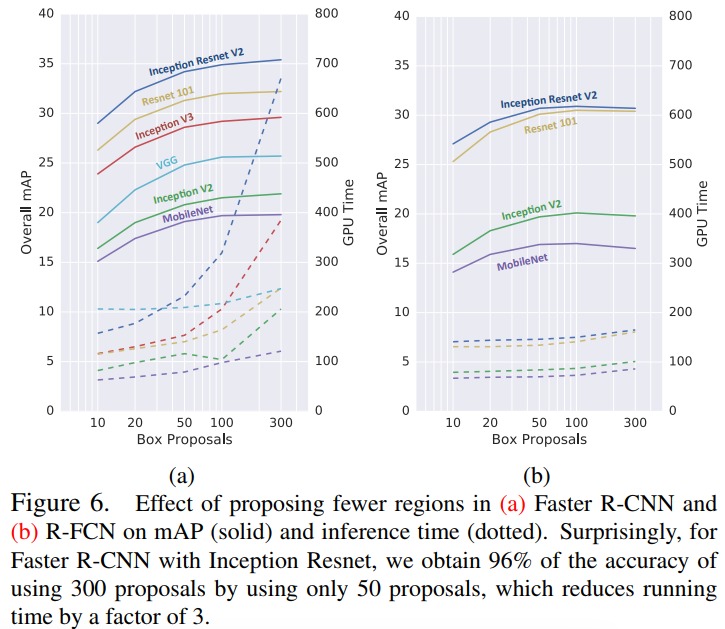 40
35
30
25
20
15
10
5
0
Overall mAP
Inception Resnet V2
Resnet 101
Inception V3
VGG
Inception V2
MobileNet
800
700
600
500
400
300
200
100
0
GPU Time
10 20 50 100 300
Box Proposals
(a)
40
35
30
25
20
15
10
5
0
Overall mAP
Inception Resnet V2
Resnet 101
Inception V2
MobileNet
800
700
600
500
400
300
200
100
0
GPU Time
10 20 50 100 300
Box Proposals
(b)
Figure 6. Effect of proposing fewer regions in (a) Faster R-CNN and
(b) R-FCN on mAP (solid) and inference time (dotted). Surprisingly, for
Faster R-CNN with Inception Resnet, we obtain 96% of the accuracy of
using 300 proposals by using only 50 proposals, which reduces running
time by a factor of 3.